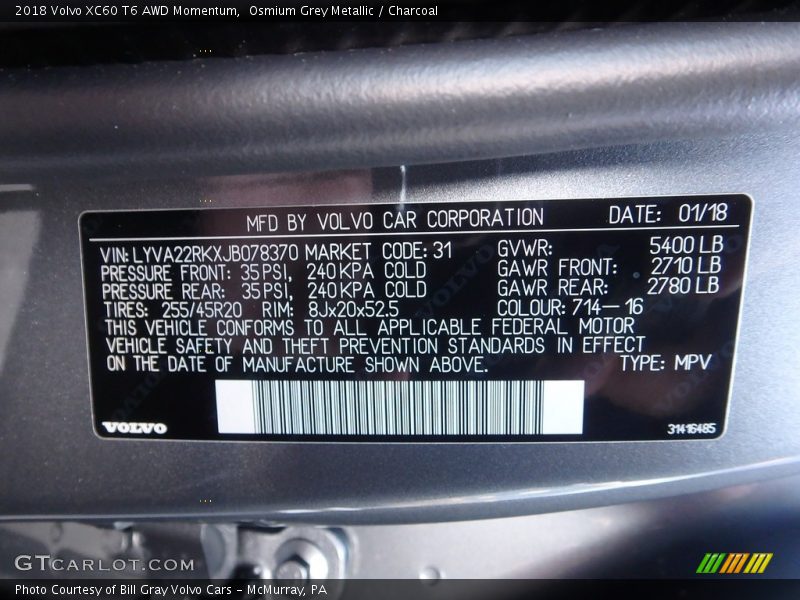 2018 Volvo XC60 T6 AWD Momentum, Osmium Grey Metallic / Charcoal
MFD BY VOLVO CAR CORPORATION DATE: 01/18
VIN: LYVA22RKXJB078370 MARKET CODE: 31 GVWR: 5400 LB
PRESSURE FRONT: 35 PSI, 240 KPA COLD GAWR FRONT: 2710 LB
PRESSURE REAR: 35 PSI, 240 KPA COLD GAWR REAR: 2780 LB
TIRES: 255/45R20 RIM: 8Jx20x52.5 COLOUR: 714-16
THIS VEHICLE CONFORMS TO ALL APPLICABLE FEDERAL MOTOR
VEHICLE SAFETY AND THEFT PREVENTION STANDARDS IN EFFECT
ON THE DATE OF MANUFACTURE SHOWN ABOVE. TYPE: MPV
VOLVO 31416485
GTCARLOT.COM
Photo Courtesy of Bill Gray Volvo Cars - McMurray, PA